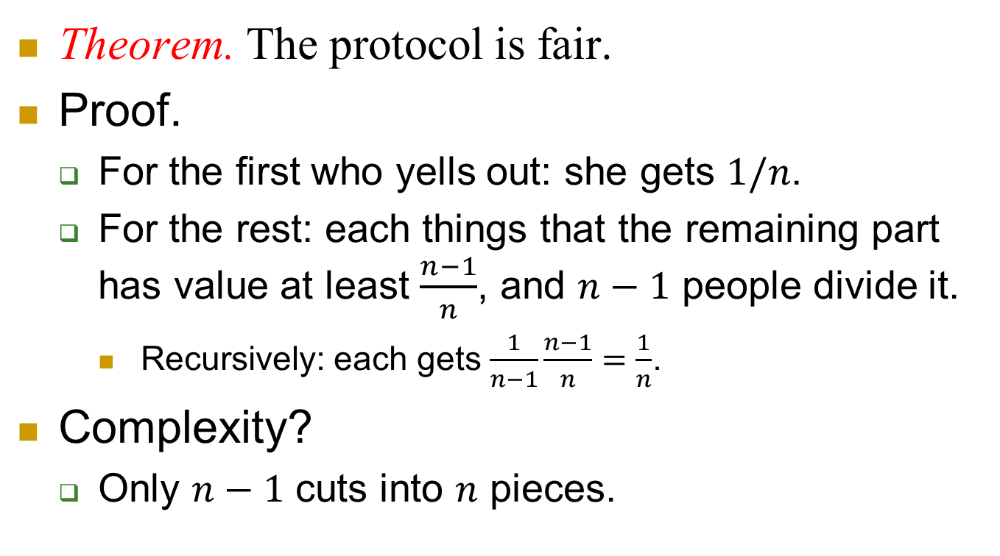 Theorem. The protocol is fair.
Proof.
For the first who yells out: she gets 1/n.
For the rest: each things that the remaining part
has value at least \frac{n-1}{n}, and n − 1 people divide it.
Recursively: each gets \frac{1}{n-1} \frac{n-1}{n} = \frac{1}{n}.
Complexity?
Only n − 1 cuts into n pieces.